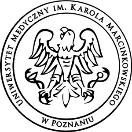 UNIWERSYTET MEDYCZNY IM. KAROLA MARCINKOWSKIEGO
W POZNANIU